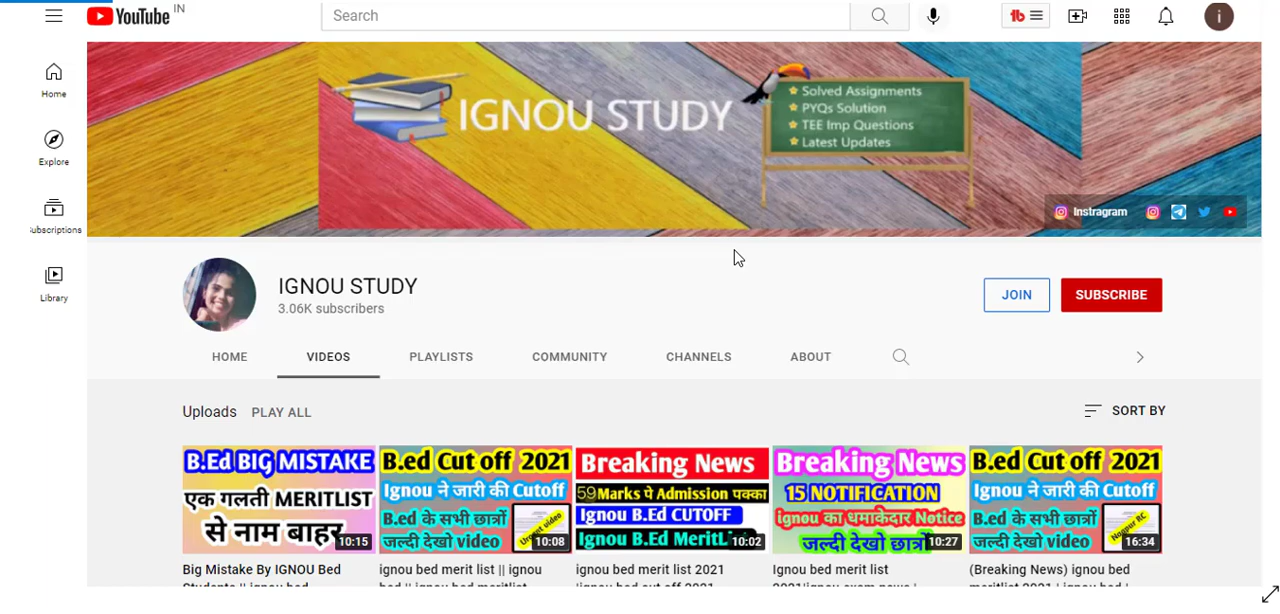 YouTube IN
Search
i
Home
Explore
Subscriptions
Library
IGNOU STUDY
Solved Assignments
PYQs Solution
TEE Imp Questions
Latest Updates
Instragram
IGNOU STUDY
3.06K subscribers
JOIN
SUBSCRIBE
HOME
VIDEOS
PLAYLISTS
COMMUNITY
CHANNELS
ABOUT
Uploads
PLAY ALL
SORT BY
B.Ed BIG MISTAKE
एक गलती MERITLIST
से नाम बाहर
10:15
Big Mistake By IGNOU Bed
B.ed Cut off 2021
Ignou ने जारी की Cutoff
B.ed के सभी छात्रों
जल्दी देखो video
Urgent video
10:08
ignou bed merit list || ignou
Breaking News
59Marks पे Admission पक्का
Ignou B.Ed CUTOFF
Ignou B.Ed MeritL
10:02
ignou bed merit list 2021
Breaking News
15 NOTIFICATION
ignou का धमाकेदार Notice
जल्दी देखो छात्रों
10:27
Ignou bed merit list
B.ed Cut off 2021
Ignou ने जारी की Cutoff
B.ed के सभी छात्रों
जल्दी देखो video
Nagpur RC
16:34
(Breaking News) ignou bed